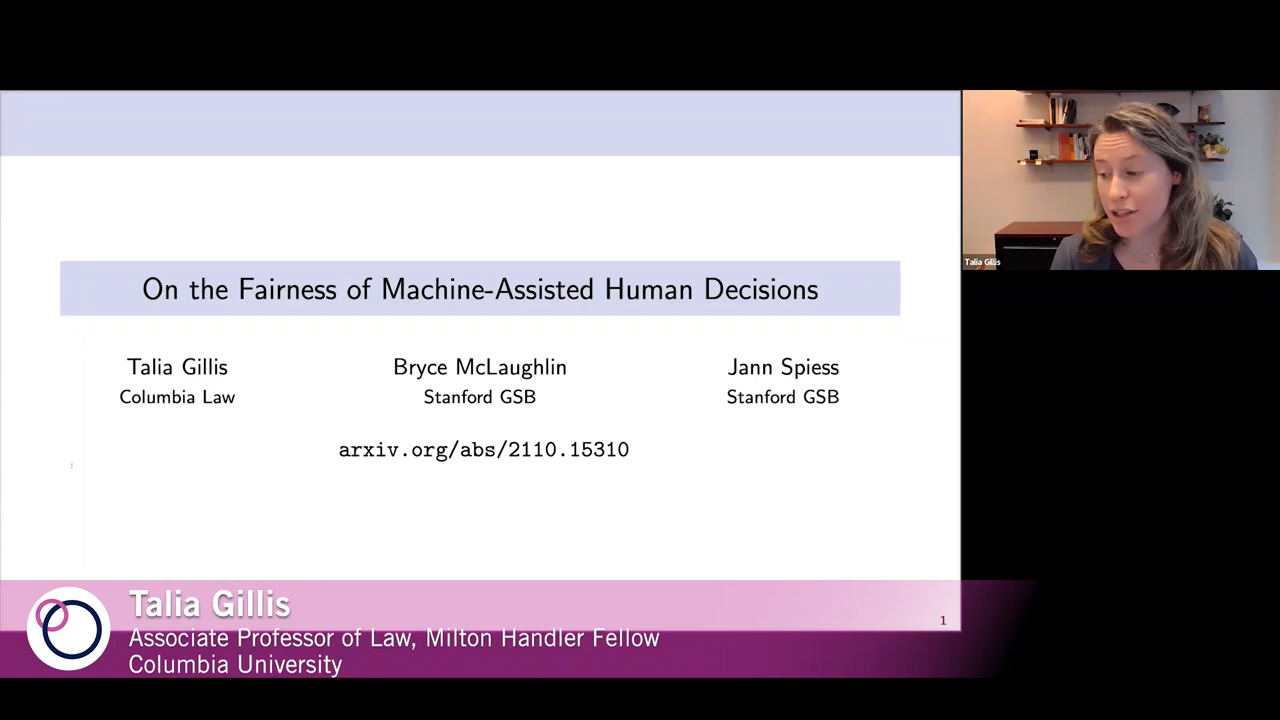 On the Fairness of Machine-Assisted Human Decisions
Talia Gillis Bryce McLaughlin Jann Spiess
Columbia Law Stanford GSB Stanford GSB
arxiv.org/abs/2110.15310
1
Talia Gillis
Talia Gillis
Associate Professor of Law, Milton Handler Fellow
Columbia University